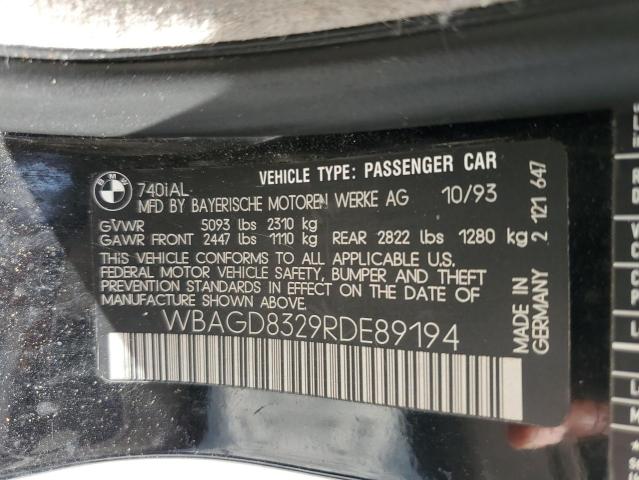 BMW
740iAL VEHICLE TYPE: PASSENGER CAR
MFD BY BAYERISCHE MOTOREN WERKE AG 10/93
GVWR 5093 lbs 2310 kg
GAWR FRONT 2447 lbs 1110 kg REAR 2822 lbs 1280 kg
THIS VEHICLE CONFORMS TO ALL APPLICABLE U.S.
FEDERAL MOTOR VEHICLE SAFETY, BUMPER AND THEFT
PREVENTION STANDARDS IN EFFECT ON THE DATE OF
MANUFACTURE SHOWN ABOVE.
WBAGD8329RDE89194
MADE IN
GERMANY 2 121 647